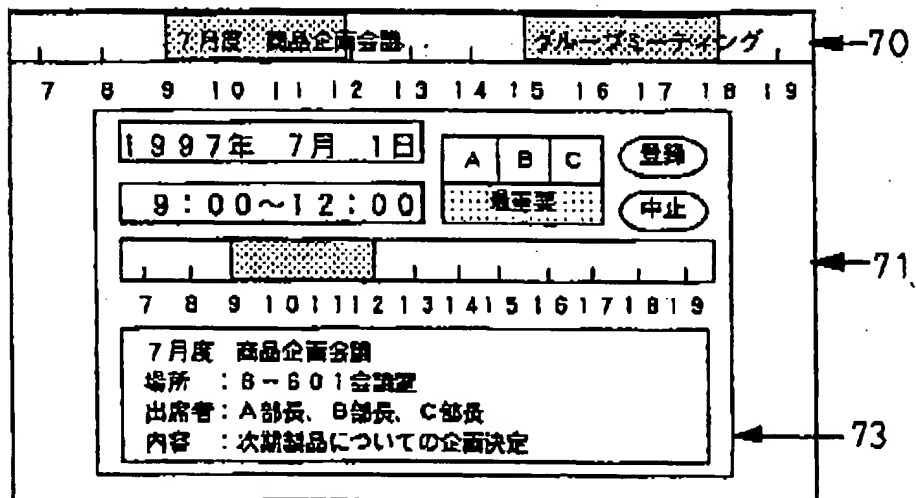 7月度 商品企画会議 グループミーティング
70
7 8 9 10 11 12 13 14 15 16 17 18 19
1997年 7月 1日
A B C
登録
9:00~12:00
最重要
中止
71
7 8 9 10 11 12 13 14 15 16 17 18 19
7月度 商品企画会議
場所 :B-601会議室
出席者:A部長、B部長、C部長
内容 :次期製品についての企画決定
73